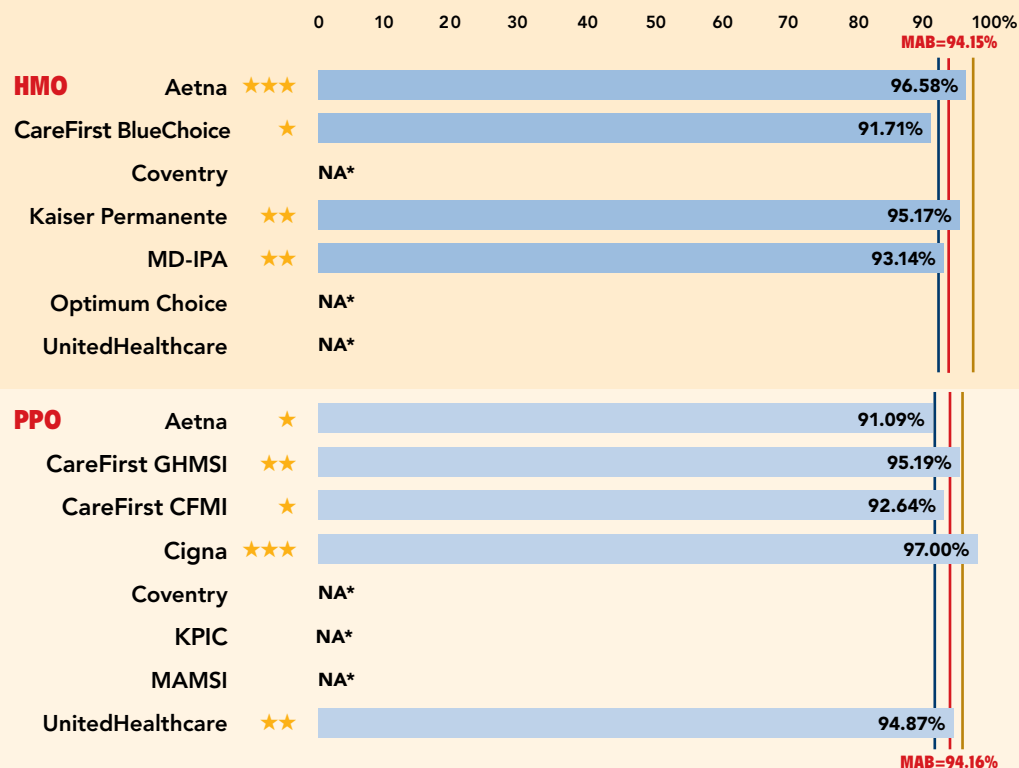 0 10 20 30 40 50 60 70 80 90 100%
MAB=94.15%
HMO Aetna ★★★ 96.58%
CareFirst BlueChoice ★ 91.71%
Coventry NA*
Kaiser Permanente ★★ 95.17%
MD-IPA ★★ 93.14%
Optimum Choice NA*
UnitedHealthcare NA*
PPO Aetna ★ 91.09%
CareFirst GHMSI ★★ 95.19%
CareFirst CFMI ★ 92.64%
Cigna ★★★ 97.00%
Coventry NA*
KPIC NA*
MAMSI NA*
UnitedHealthcare ★★ 94.87%
MAB=94.16%